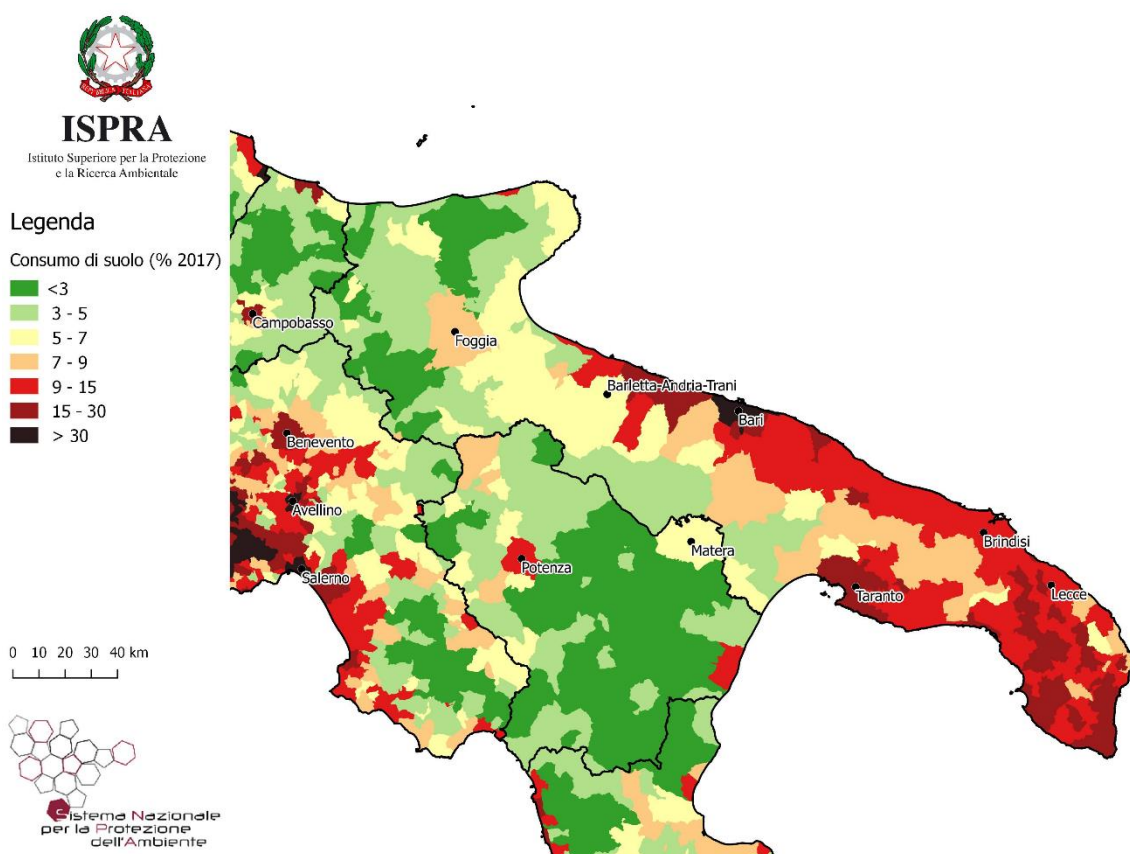 REPVBBLICA ITALIANA
ISPRA
Istituto Superiore per la Protezione
e la Ricerca Ambientale
Legenda
Consumo di suolo (% 2017)
<3
3 - 5
5 - 7
7 - 9
9 - 15
15 - 30
> 30
Campobasso
Foggia
Barletta-Andria-Trani
Bari
Benevento
Avellino
Matera
Brindisi
Potenza
Salerno
Taranto
Lecce
0 10 20 30 40 km
Sistema Nazionale
per la Protezione
dell'Ambiente